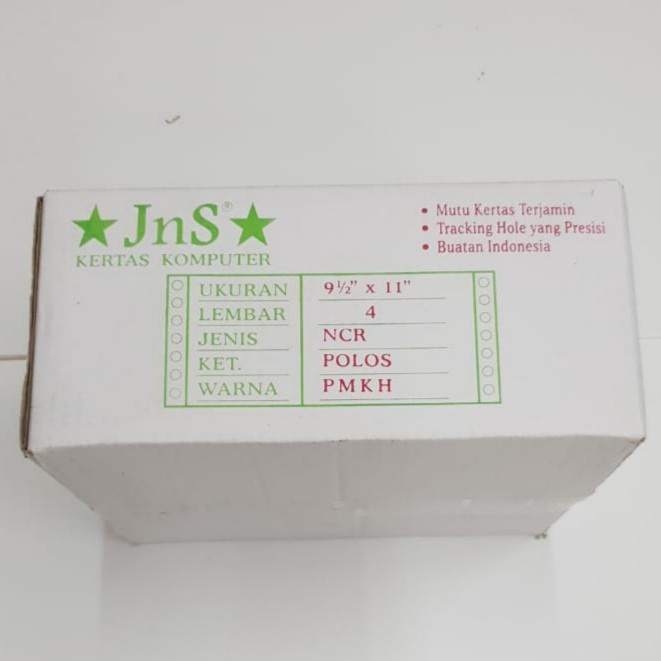 JnS®
KERTAS KOMPUTER
• Mutu Kertas Terjamin
• Tracking Hole yang Presisi
• Buatan Indonesia
UKURAN 9½" x 11"
LEMBAR 4
JENIS NCR
KET. POLOS
WARNA PMKH